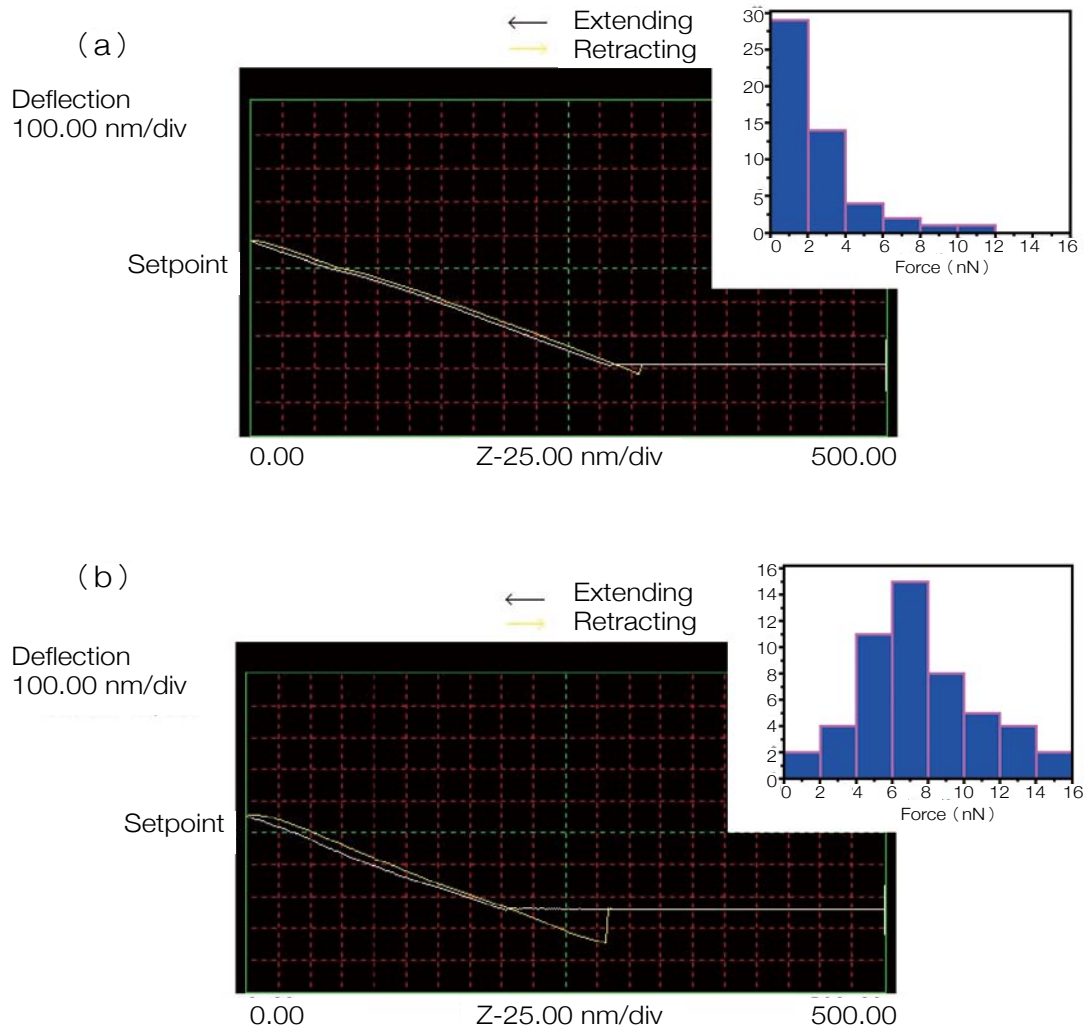 (a)
← Extending
→ Retracting
Deflection
100.00 nm/div
Setpoint
0.00 Z-25.00 nm/div 500.00
30
25
20
15
10
5
0
0 2 4 6 8 10 12 14 16
Force (nN)
(b)
← Extending
→ Retracting
Deflection
100.00 nm/div
Setpoint
0.00 Z-25.00 nm/div 500.00
16
14
12
10
8
6
4
2
0
0 2 4 6 8 10 12 14 16
Force (nN)